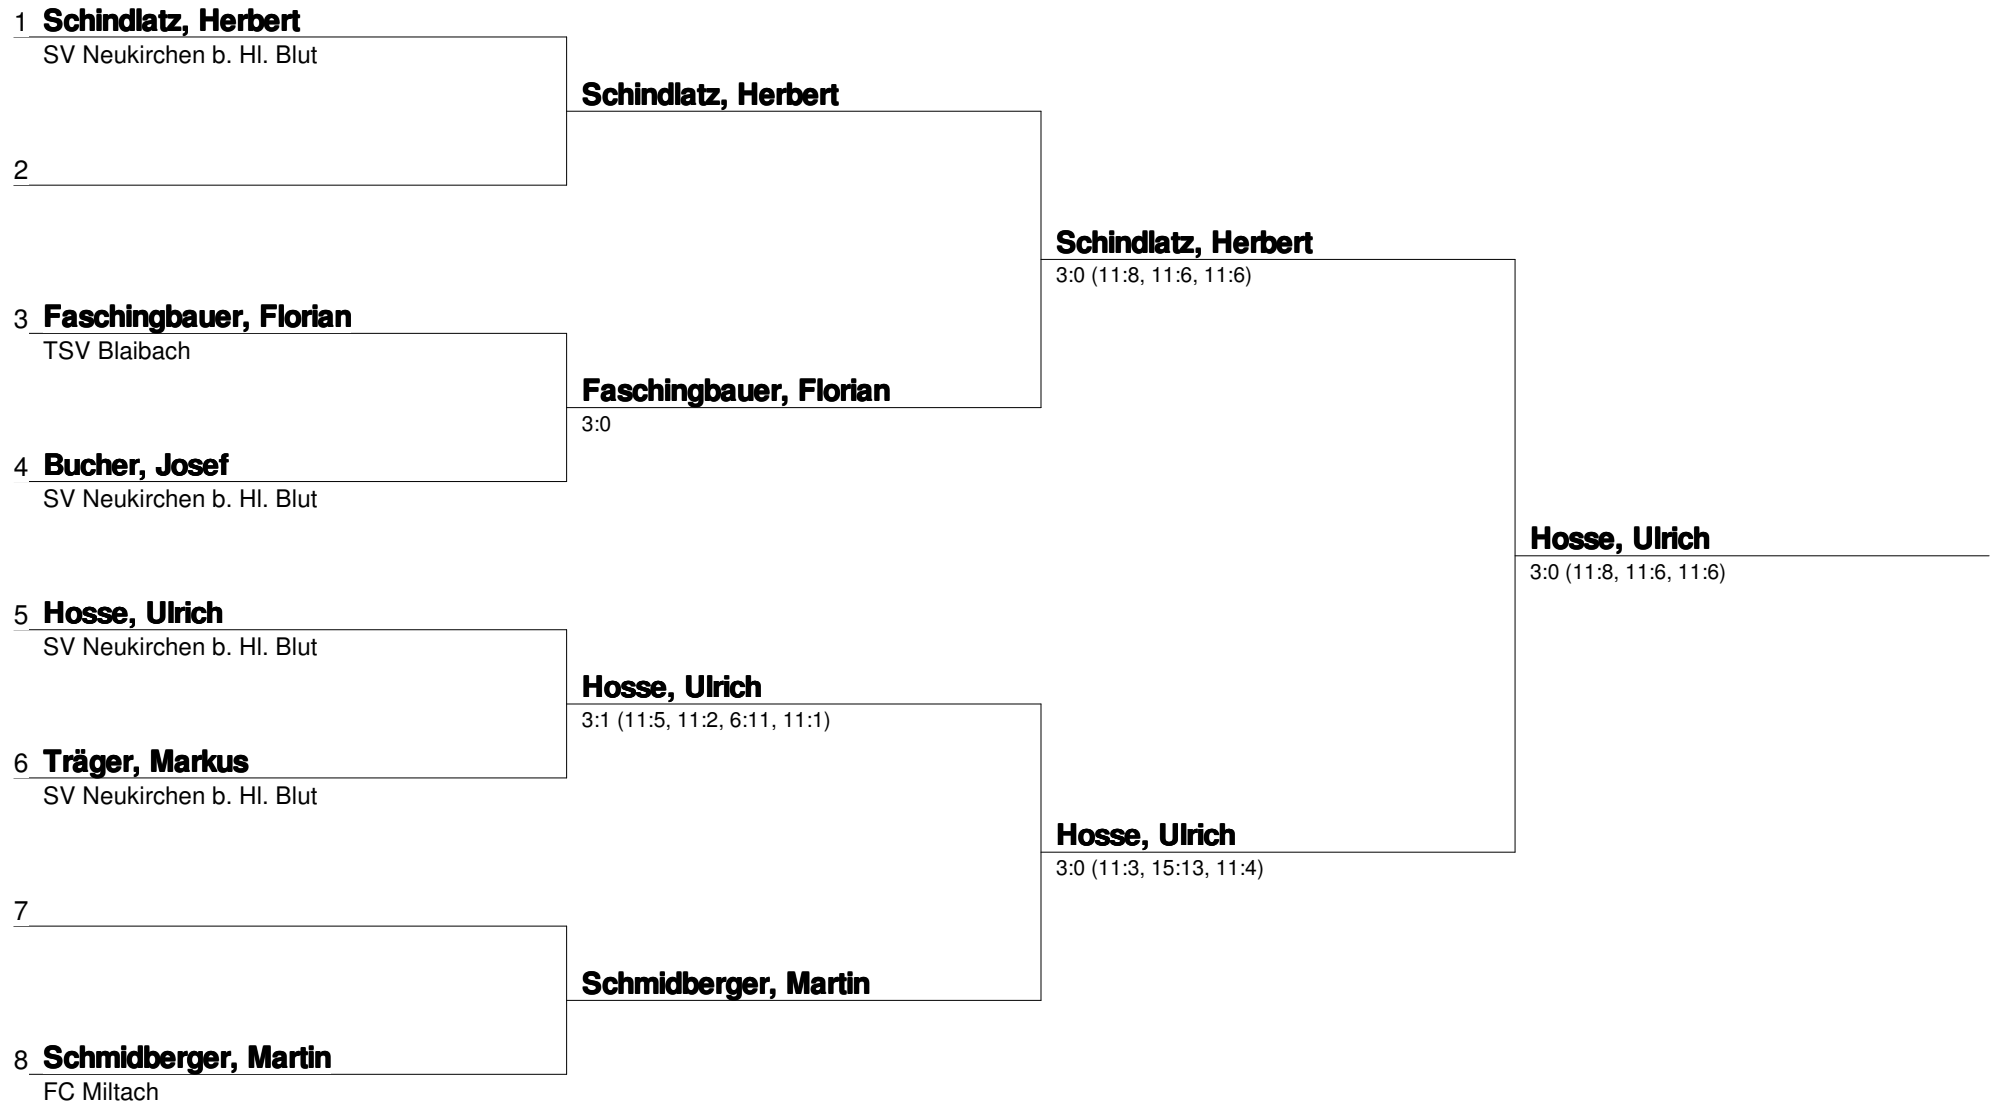 1 Schindlatz, Herbert
SV Neukirchen b. Hl. Blut
Schindlatz, Herbert
2
Schindlatz, Herbert
3:0 (11:8, 11:6, 11:6)
3 Faschingbauer, Florian
TSV Blaibach
Faschingbauer, Florian
3:0
4 Bucher, Josef
SV Neukirchen b. Hl. Blut
Hosse, Ulrich
3:0 (11:8, 11:6, 11:6)
5 Hosse, Ulrich
SV Neukirchen b. Hl. Blut
Hosse, Ulrich
3:1 (11:5, 11:2, 6:11, 11:1)
6 Träger, Markus
SV Neukirchen b. Hl. Blut
Hosse, Ulrich
3:0 (11:3, 15:13, 11:4)
7
Schmidberger, Martin
8 Schmidberger, Martin
FC Miltach